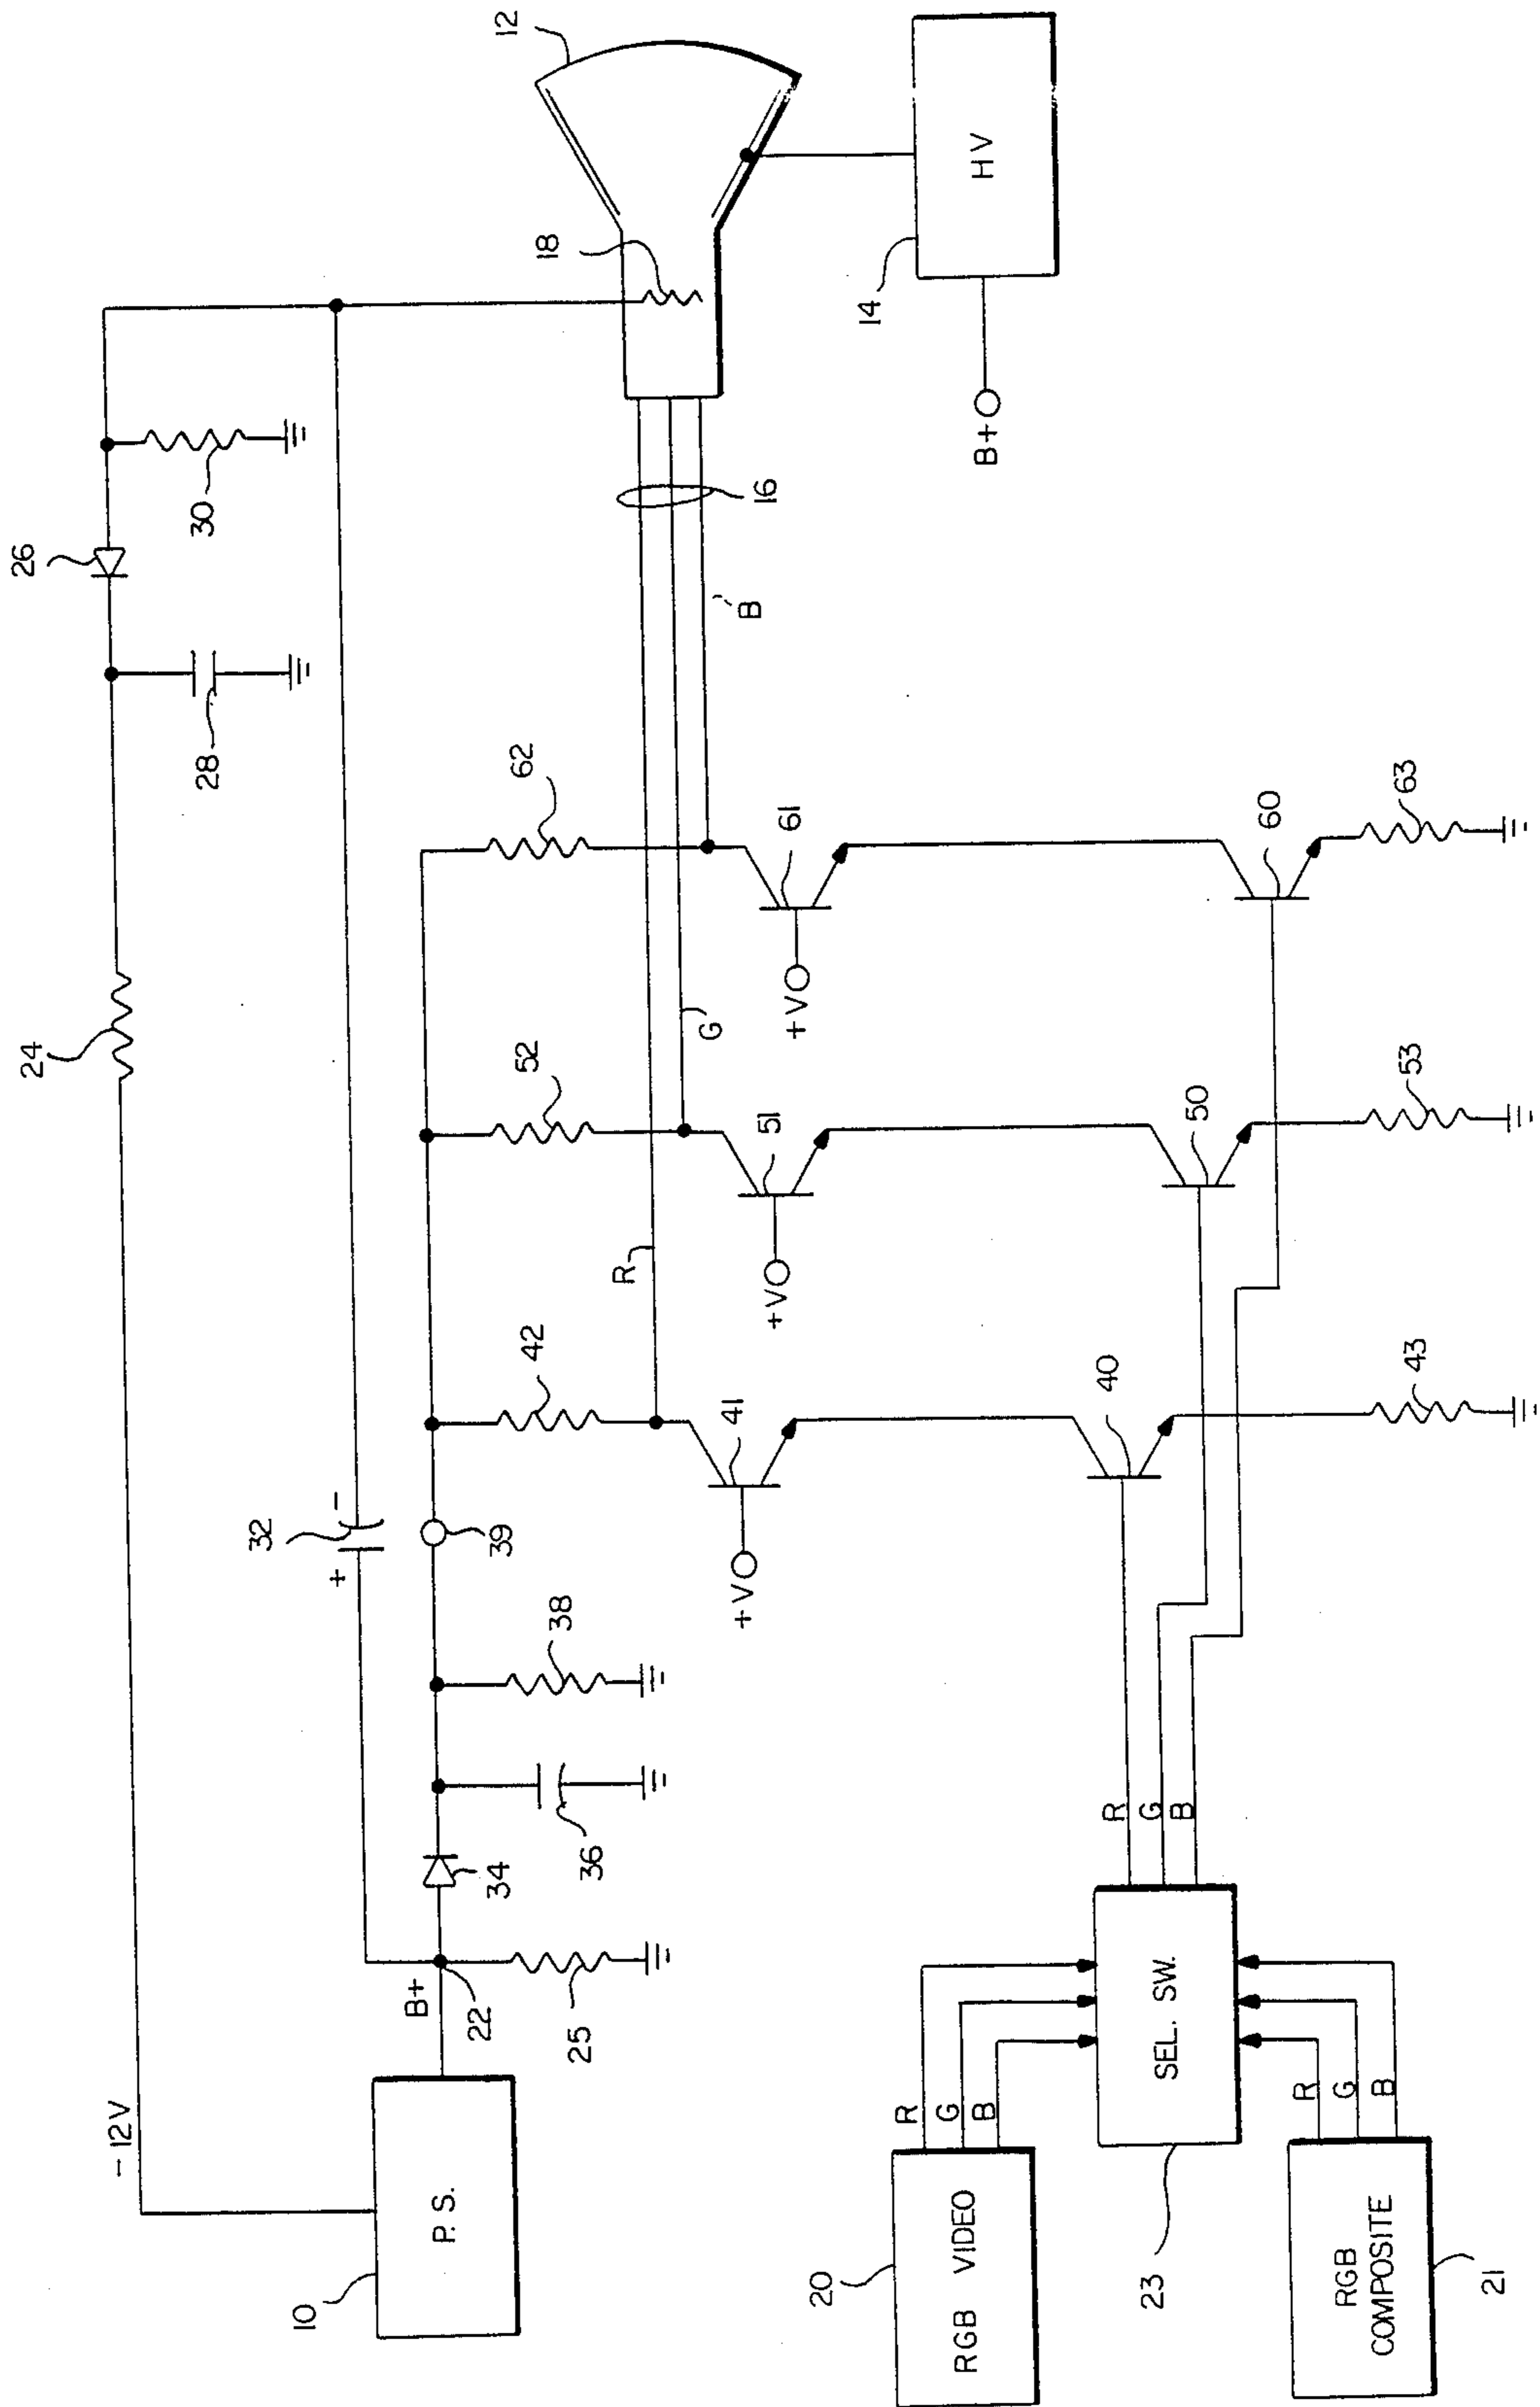 12
18
HV
14
B+
26
30
16
B
28
62
61
+V
60
63
24
52
G
51
+V
50
53
R
42
41
+V
40
43
32
+
-
39
38
36
34
B+
22
25
-12V
P.S.
10
R
G
B
SEL. SW.
23
R
G
B
RGB VIDEO
20
R
G
B
RGB
COMPOSITE
21